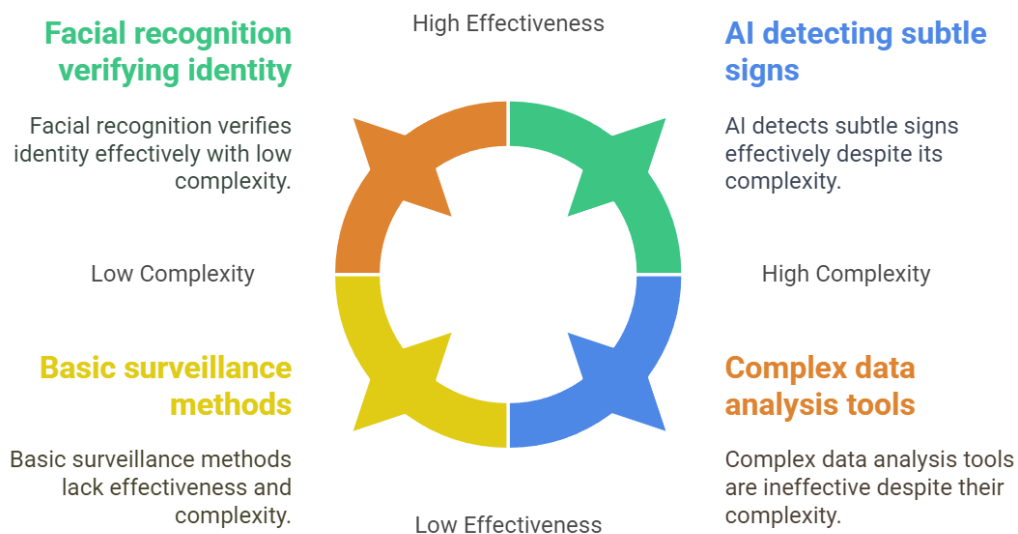 High Effectiveness
Facial recognition
verifying identity
Facial recognition verifies
identity effectively with low
complexity.
AI detecting subtle
signs
AI detects subtle signs
effectively despite its
complexity.
Low Complexity
High Complexity
Basic surveillance
methods
Basic surveillance methods
lack effectiveness and
complexity.
Complex data
analysis tools
Complex data analysis tools
are ineffective despite their
complexity.
Low Effectiveness